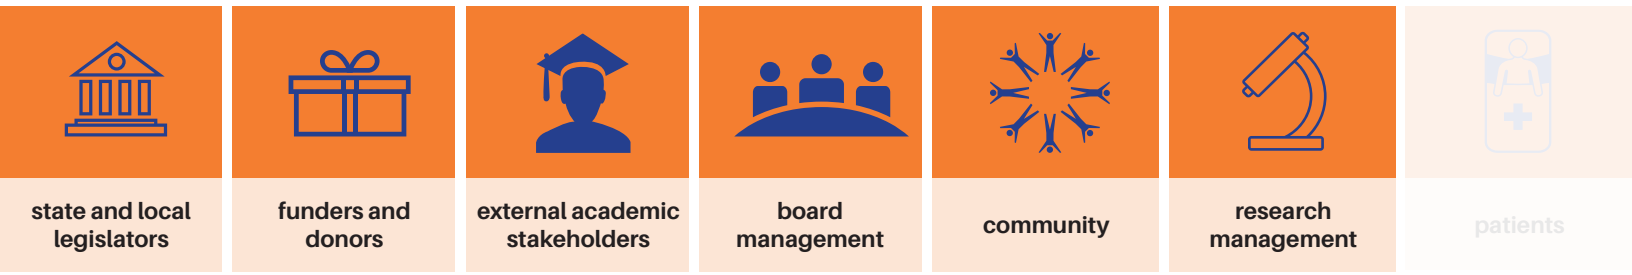 state and local
legislators
funders and
donors
external academic
stakeholders
board
management
community
research
management
patients